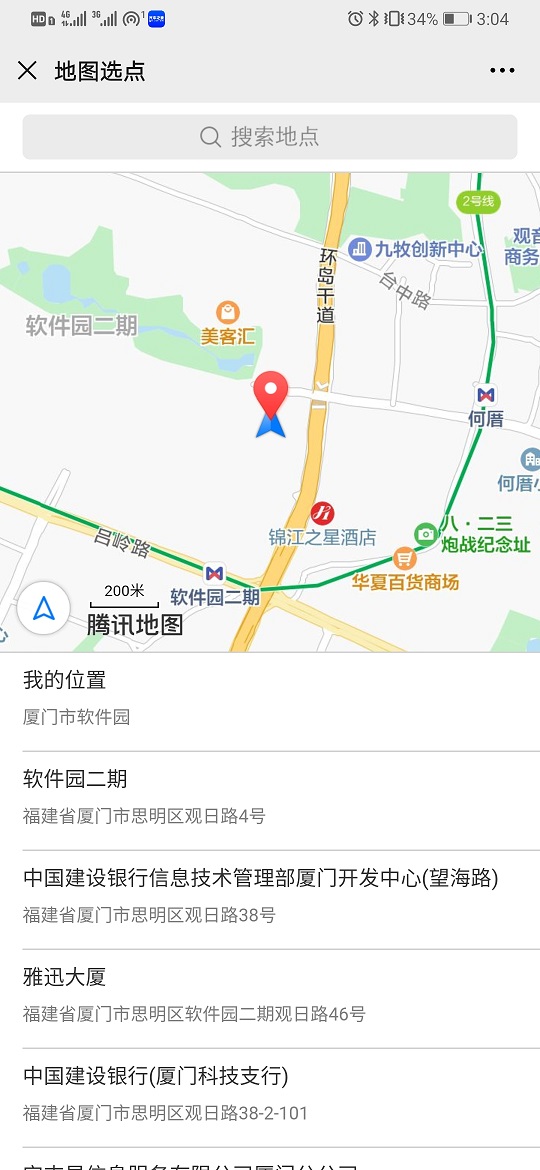 HD 4G 3G 1 34% 3:04
地图选点
搜索地点
2号线
观音
商务
九牧创新中心
环岛干道
台中路
软件园二期
美客汇
何厝
何厝小
八·二三
炮战纪念址
锦江之星酒店
吕岭路
华夏百货商场
软件园二期
200米
腾讯地图
我的位置
厦门市软件园
软件园二期
福建省厦门市思明区观日路4号
中国建设银行信息技术管理部厦门开发中心(望海路)
福建省厦门市思明区观日路38号
雅迅大厦
福建省厦门市思明区软件园二期观日路46号
中国建设银行(厦门科技支行)
福建省厦门市思明区观日路38-2-101